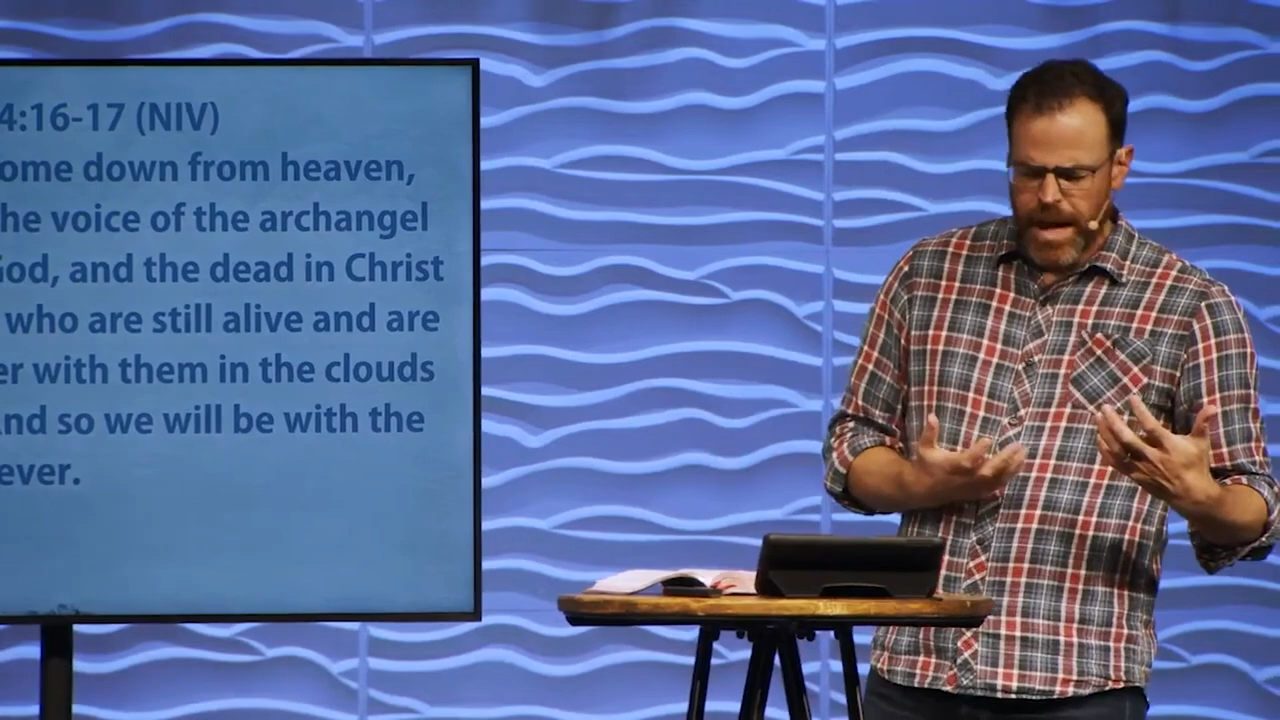 4:16-17 (NIV)
ome down from heaven,
he voice of the archangel
God, and the dead in Christ
who are still alive and are
er with them in the clouds
And so we will be with the
ever.